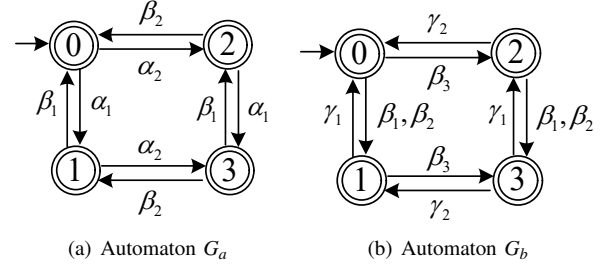 β₂ γ₂
0 2 0 2
α₂ β₃
β₁ α₁ β₁ α₁ γ₁ β₁, β₂ γ₁ β₁, β₂
α₂ β₃
1 3 1 3
β₂ γ₂
(a) Automaton Gₐ (b) Automaton G_b